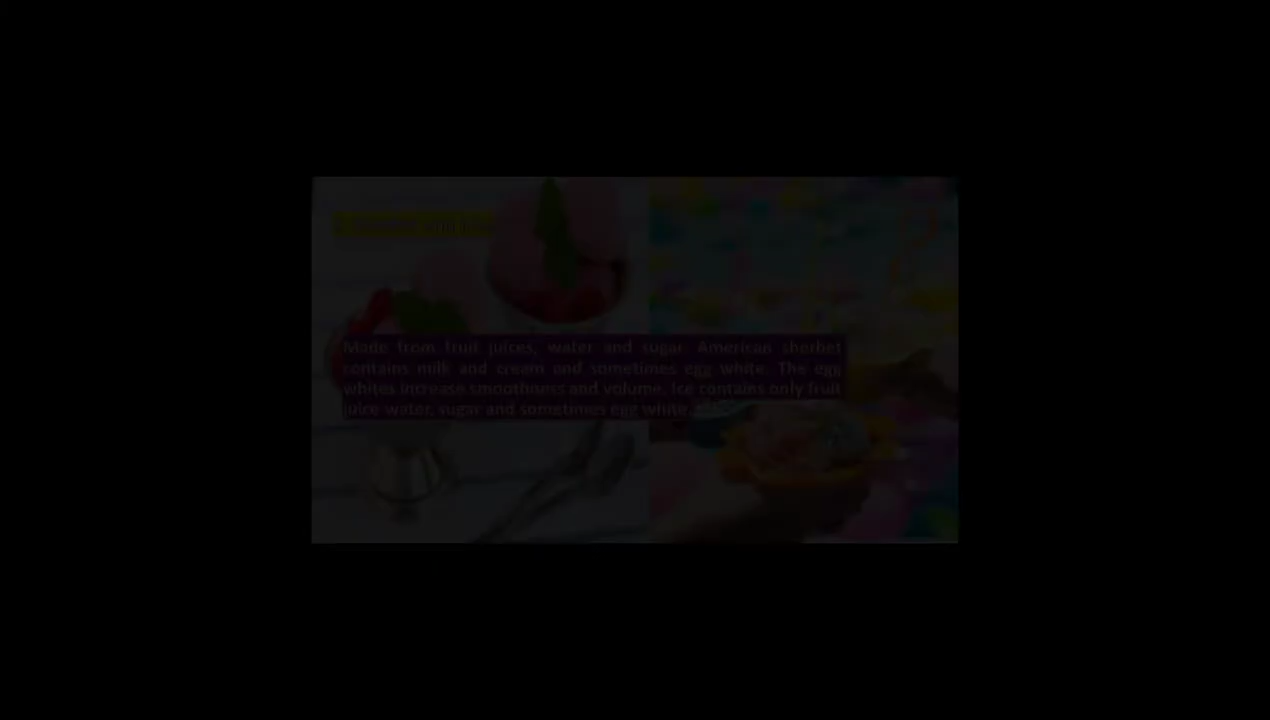 Made from fruit juices, water and sugar. American sherbet
contains milk and cream and sometimes egg white. The egg
whites increase smoothness and volume. Ice contains only fruit
juice water, sugar and sometimes egg white.